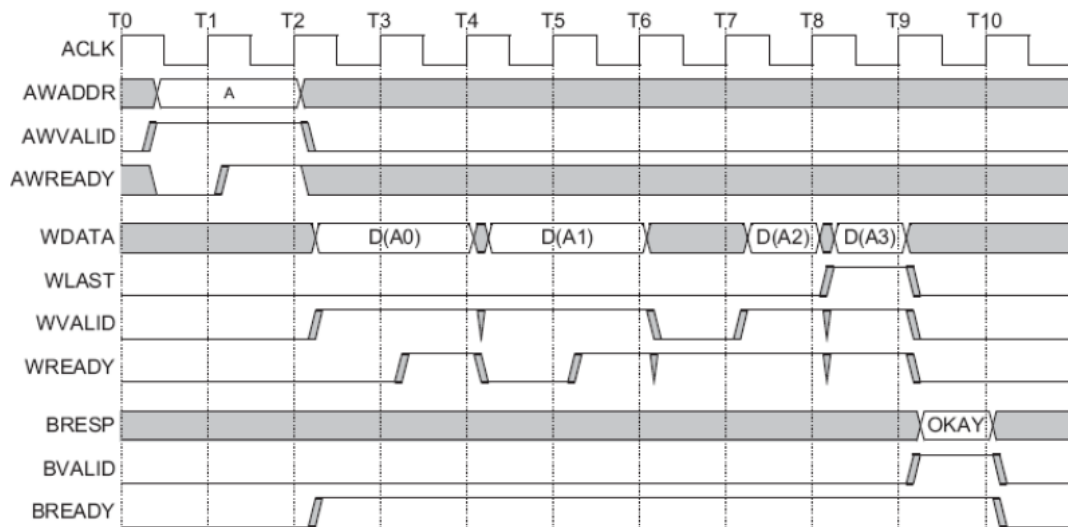 T0 T1 T2 T3 T4 T5 T6 T7 T8 T9 T10
ACLK
AWADDR A
AWVALID
AWREADY
WDATA D(A0) D(A1) D(A2) D(A3)
WLAST
WVALID
WREADY
BRESP OKAY
BVALID
BREADY